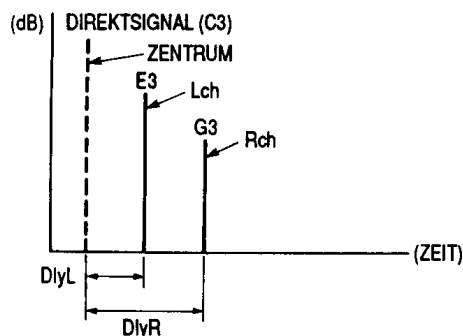 (dB) DIREKTSIGNAL (C3)
ZENTRUM
E3
Lch
G3
Rch
(ZEIT)
DlyL
DlyR